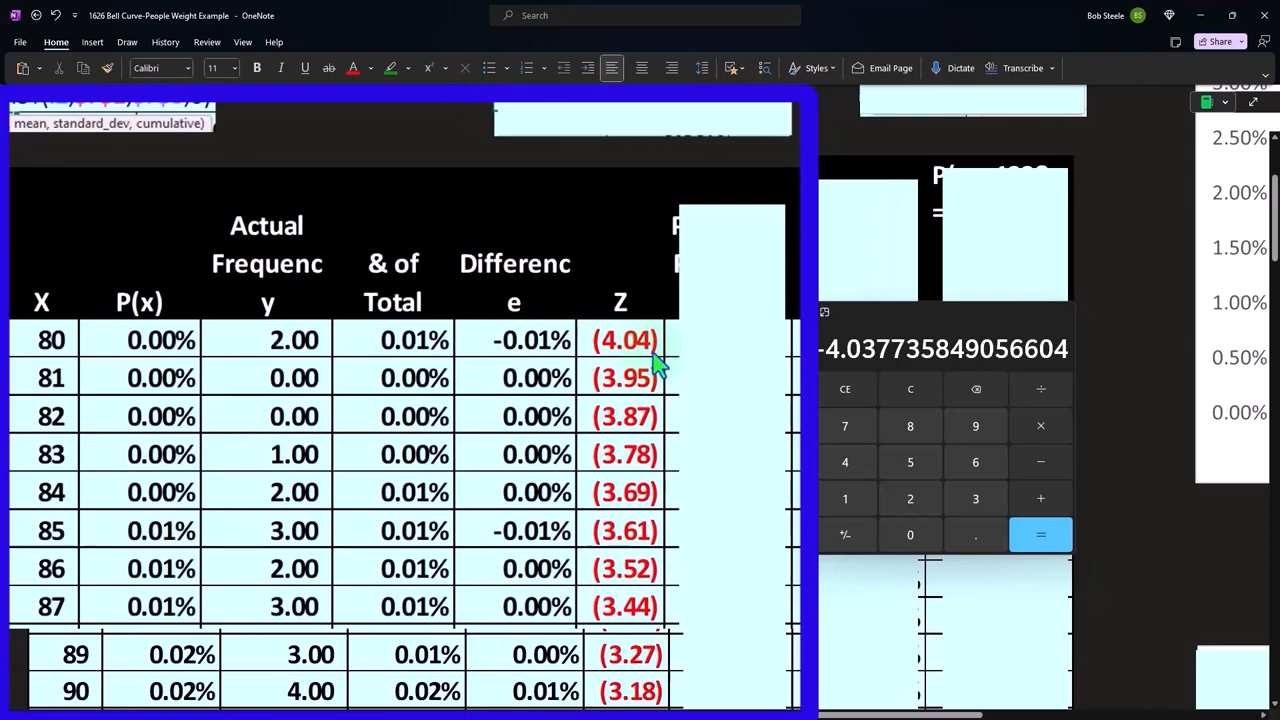 1626 Bell Curve-People Weight Example - OneNote
Search
Bob Steele BS
File Home Insert Draw History Review View Help
Share
Calibri 11 B I U ab A Styles Email Page Dictate Transcribe
mean, standard_dev, cumulative)
X P(x) Actual Frequenc y & of Total Differenc e Z
80 0.00% 2.00 0.01% -0.01% (4.04)
81 0.00% 0.00 0.00% 0.00% (3.95)
82 0.00% 0.00 0.00% 0.00% (3.87)
83 0.00% 1.00 0.00% 0.00% (3.78)
84 0.00% 2.00 0.01% 0.00% (3.69)
85 0.01% 3.00 0.01% -0.01% (3.61)
86 0.01% 2.00 0.01% 0.00% (3.52)
87 0.01% 3.00 0.01% 0.00% (3.44)
89 0.02% 3.00 0.01% 0.00% (3.27)
90 0.02% 4.00 0.02% 0.01% (3.18)
-4.037735849056604
CE C ÷
7 8 9 ×
4 5 6 −
1 2 3 +
+/- 0 . =
2.50%
2.00%
1.50%
1.00%
0.50%
0.00%